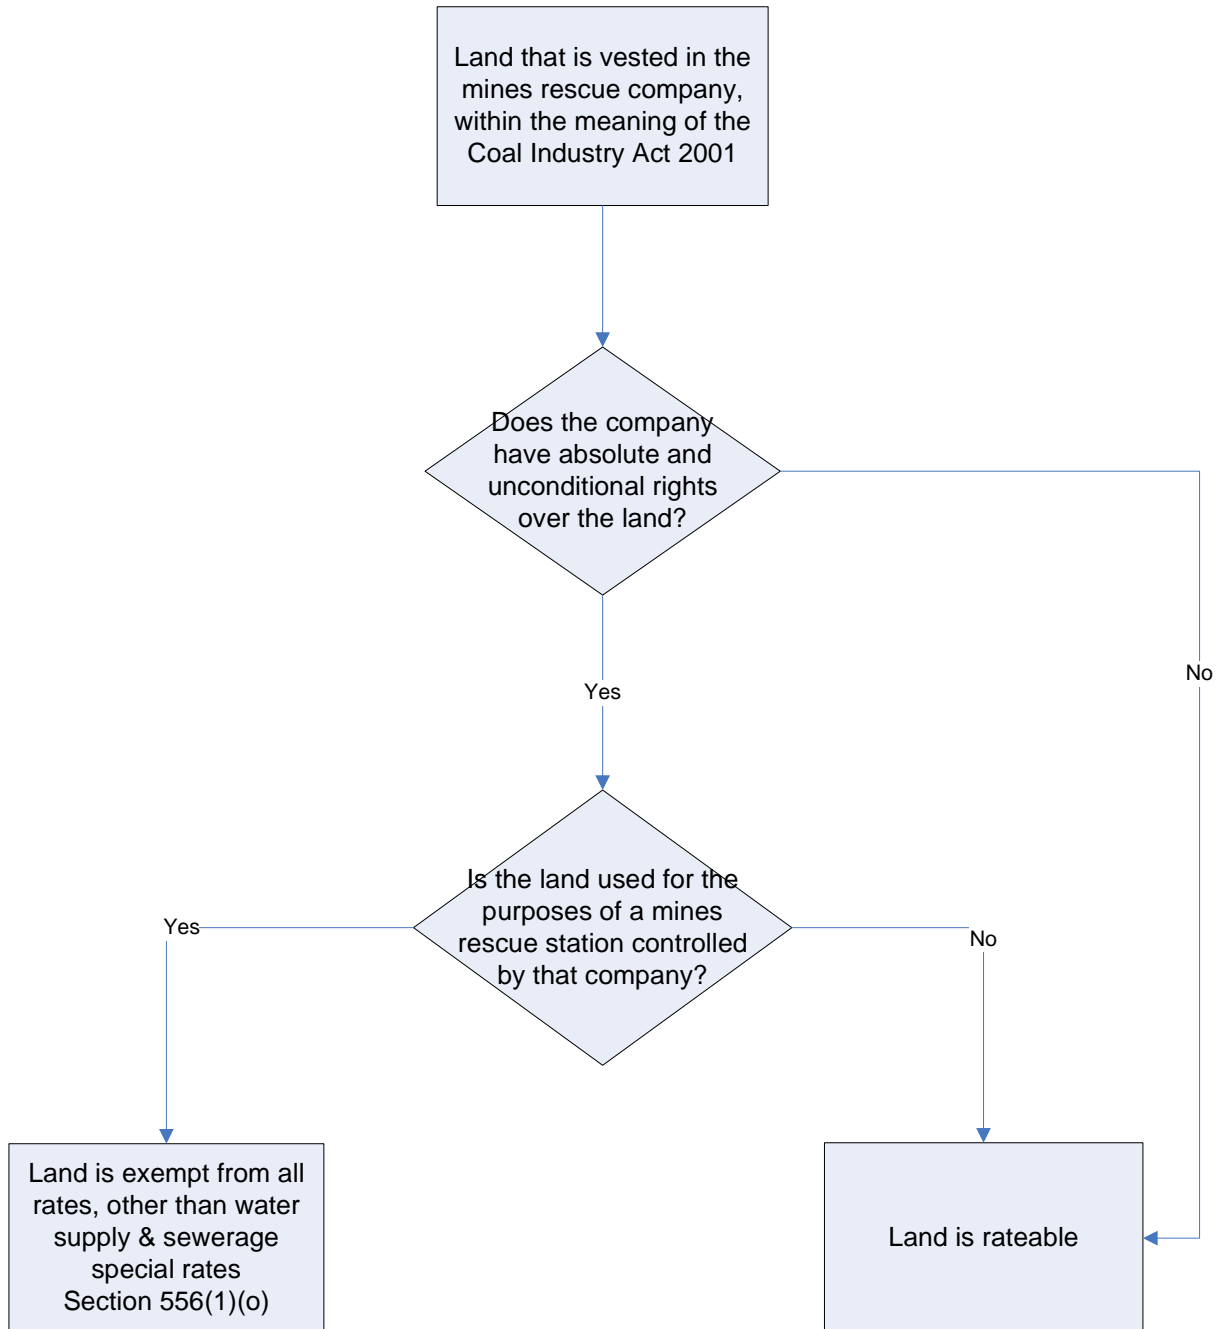 Land that is vested in the
mines rescue company,
within the meaning of the
Coal Industry Act 2001
Does the company
have absolute and
unconditional rights
over the land?
No
Yes
Is the land used for the
purposes of a mines
rescue station controlled
by that company?
Yes
No
Land is exempt from all
rates, other than water
supply & sewerage
special rates
Section 556(1)(o)
Land is rateable